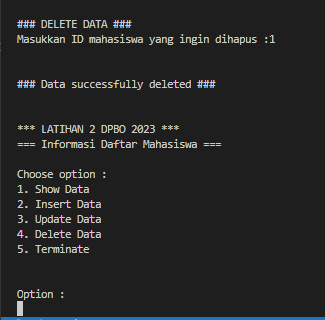 ### DELETE DATA ###
Masukkan ID mahasiswa yang ingin dihapus :1
### Data successfully deleted ###
*** LATIHAN 2 DPBO 2023 ***
=== Informasi Daftar Mahasiswa ===
Choose option :
1. Show Data
2. Insert Data
3. Update Data
4. Delete Data
5. Terminate
Option :